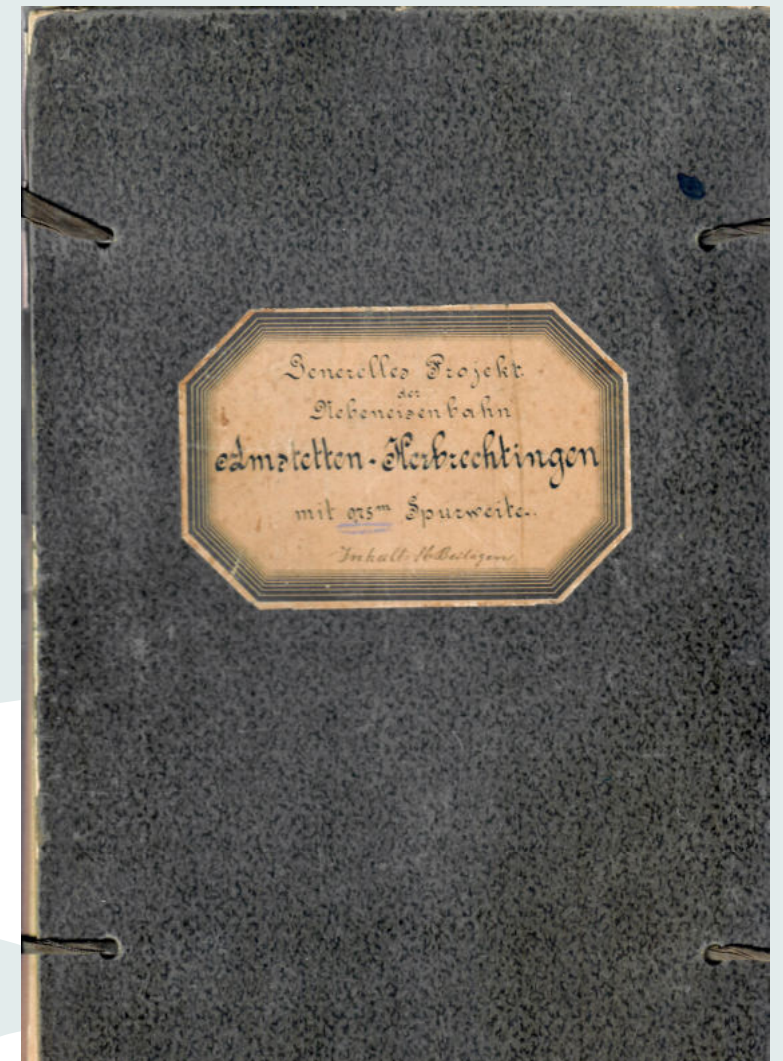 Generelles Projekt
der
Nebeneisenbahn
Amstetten-Herbrechtingen
mit 0,75m Spurweite.
Inhalt: Beilagen